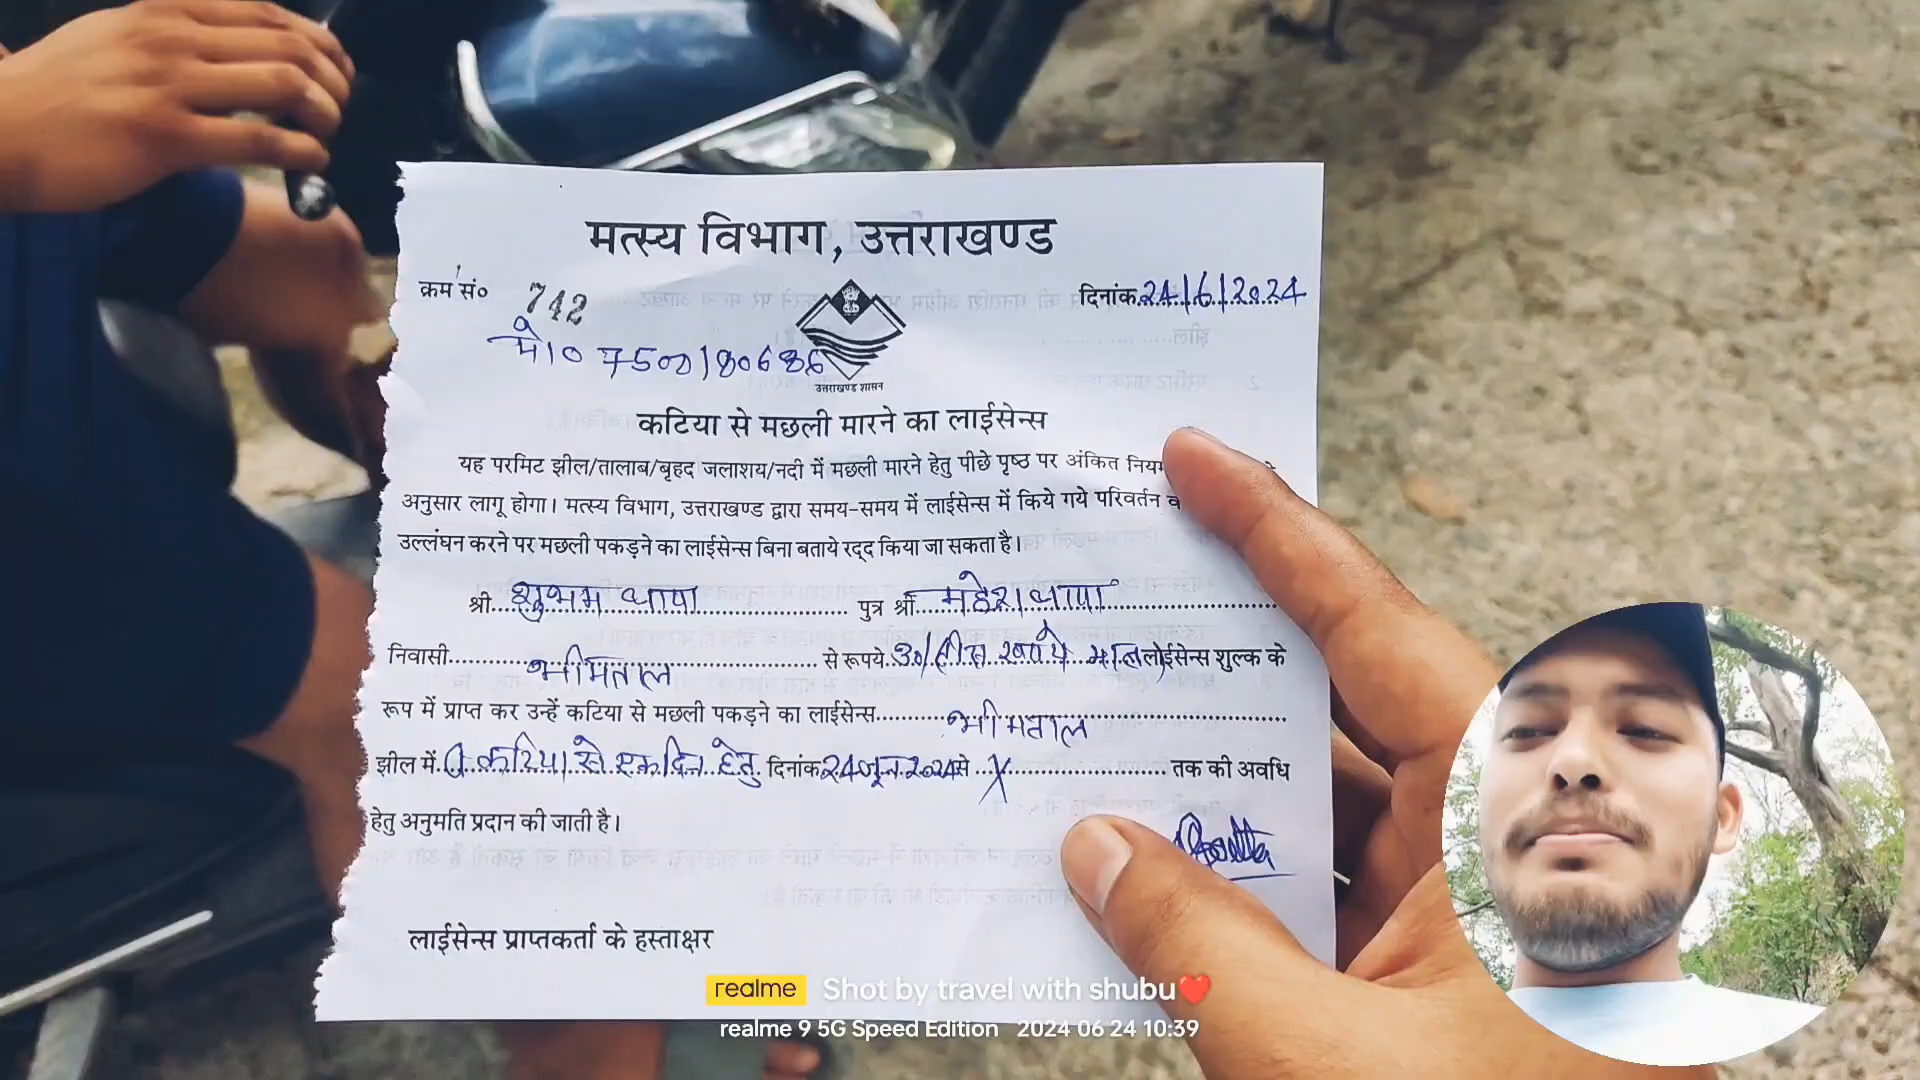 मत्स्य विभाग, उत्तराखण्ड
क्रम सं० 742
दिनांक 24/6/2024
मो०
उत्तराखण्ड शासन
कटिया से मछली मारने का लाईसेन्स
यह परमिट झील/तालाब/बृहद जलाशय/नदी में मछली मारने हेतु पीछे पृष्ठ पर अंकित
अनुसार लागू होगा। मत्स्य विभाग, उत्तराखण्ड द्वारा समय-समय में लाईसेन्स में किये गये परिवर्तन
उल्लंघन करने पर मछली पकड़ने का लाईसेन्स बिना बताये रद्द किया जा सकता है।
श्री शुभम थापा पुत्र श्री महेश थापा
निवासी भीमताल से रूपये 30/ तीस रूपये लाईसेन्स शुल्क के
रूप में प्राप्त कर उन्हें कटिया से मछली पकड़ने का लाईसेन्स भीमताल
झील में कटिया से एक दिन हेतु दिनांक 24 जून 2024 से X तक की अवधि
हेतु अनुमति प्रदान की जाती है।
लाईसेन्स प्राप्तकर्ता के हस्ताक्षर
realme Shot by travel with shubu❤️
realme 9 5G Speed Edition 2024 06 24 10:39